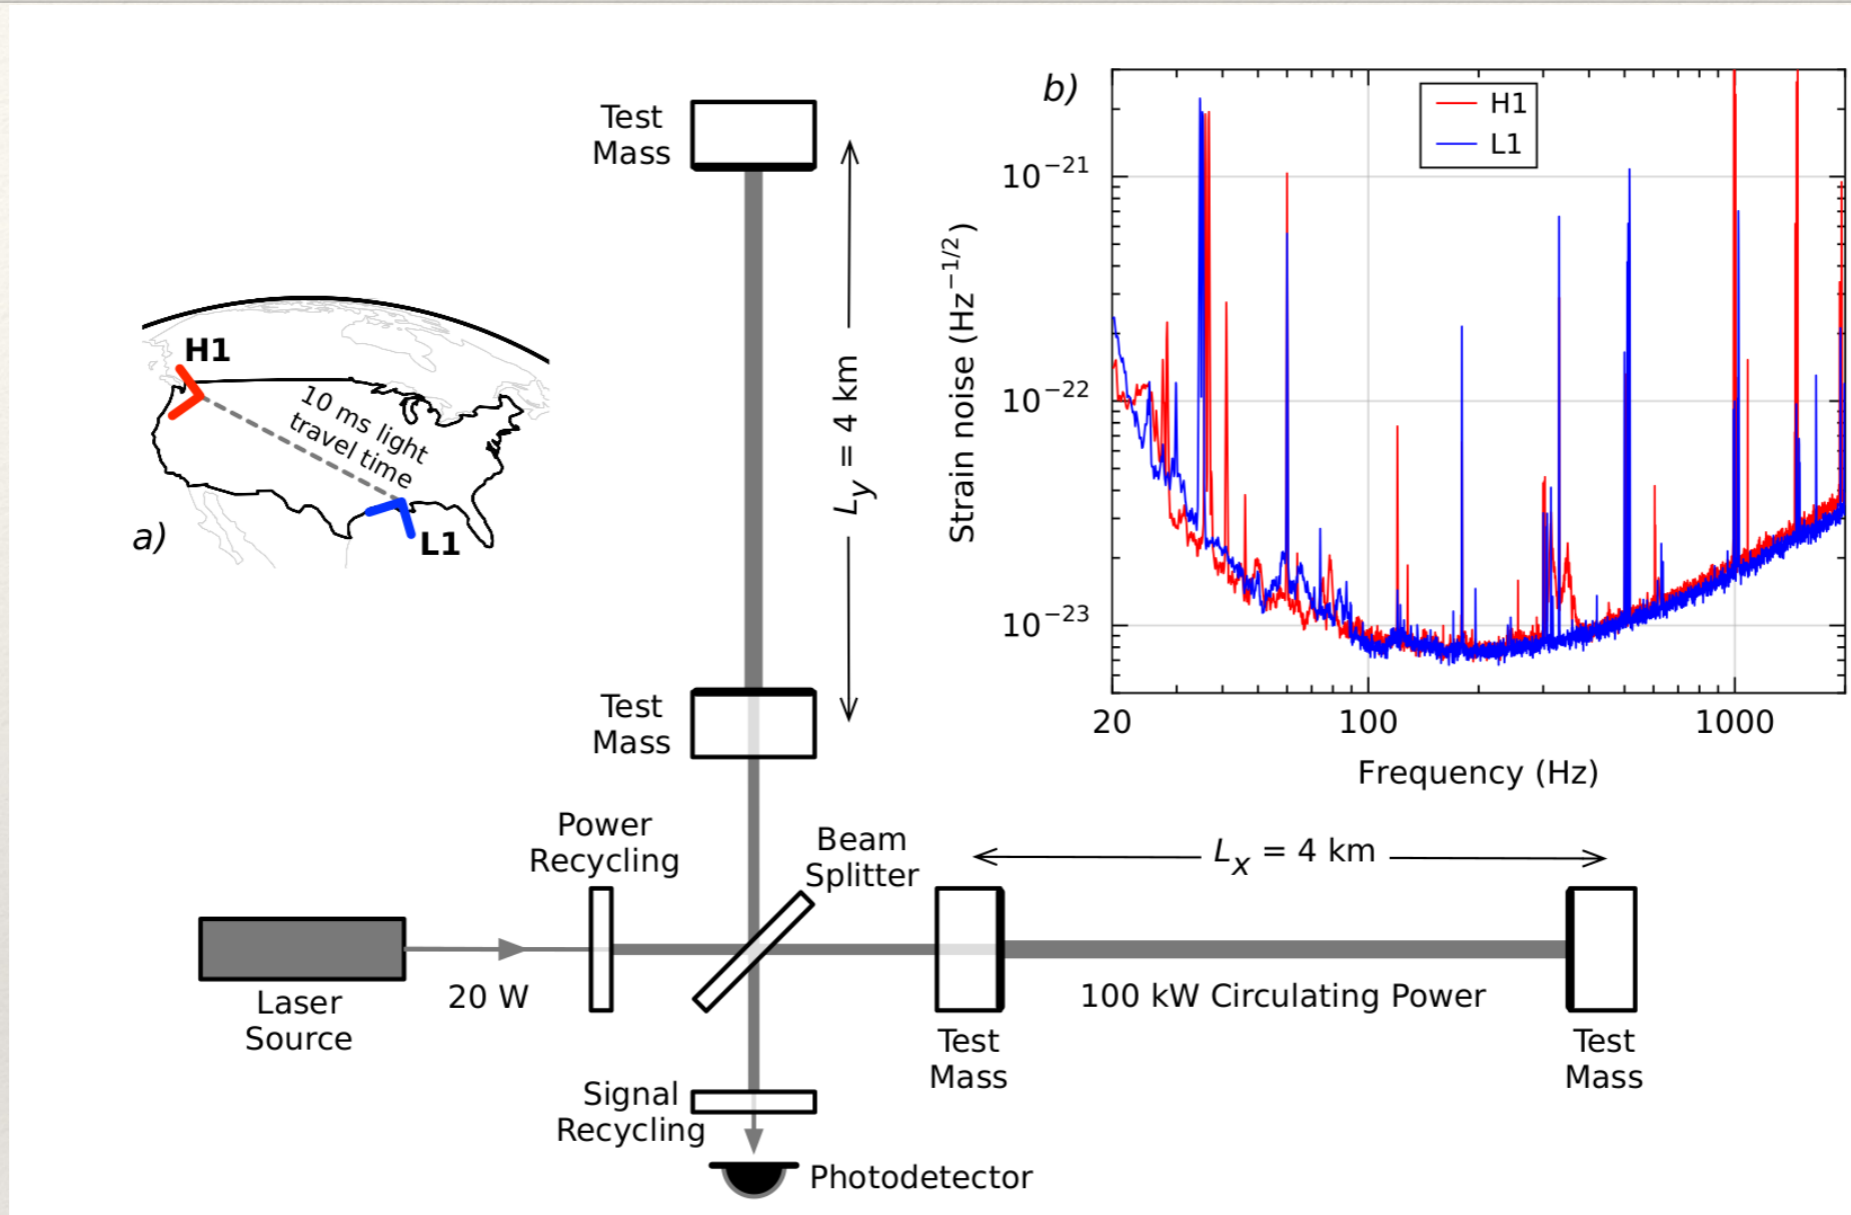 Test
Mass
Ly = 4 km
Test
Mass
H1
10 ms light
travel time
L1
a)
b)
H1
L1
Strain noise (Hz^−1/2)
10^−21
10^−22
10^−23
20
100
1000
Frequency (Hz)
Power
Recycling
Beam
Splitter
Lx = 4 km
Laser
Source
20 W
100 kW Circulating Power
Test
Mass
Test
Mass
Signal
Recycling
Photodetector